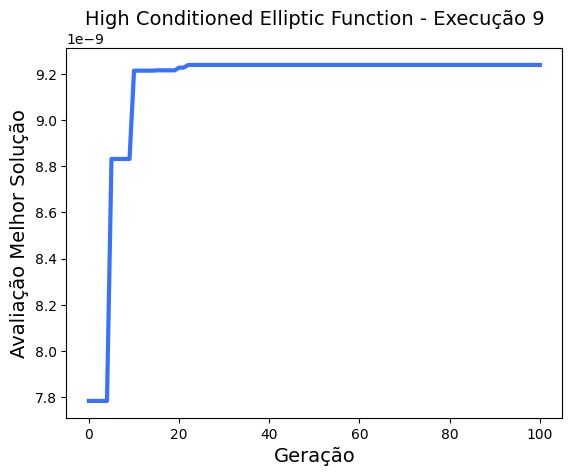 High Conditioned Elliptic Function - Execução 9
1e−9
9.2
9.0
8.8
8.6
8.4
8.2
8.0
7.8
Avaliação Melhor Solução
0 20 40 60 80 100
Geração